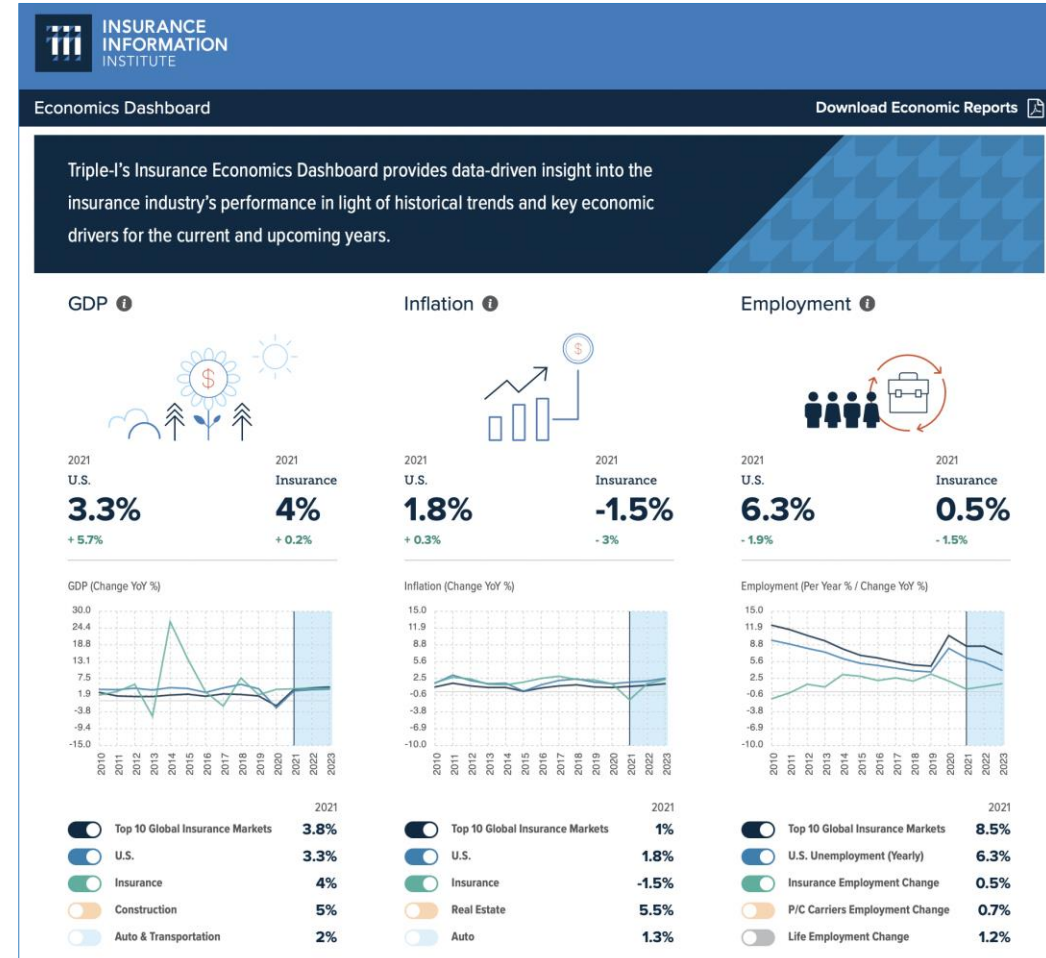 INSURANCE
INFORMATION
INSTITUTE
Economics Dashboard
Download Economic Reports
Triple-I's Insurance Economics Dashboard provides data-driven insight into the
insurance industry's performance in light of historical trends and key economic
drivers for the current and upcoming years.
GDP
2021 2021
U.S. Insurance
3.3% 4%
+ 5.7% + 0.2%
GDP (Change YoY %)
30.0
24.4
18.8
13.1
7.5
1.9
-3.8
-9.4
-15.0
2010 2011 2012 2013 2014 2015 2016 2017 2018 2019 2020 2021 2022 2023
2021
Top 10 Global Insurance Markets 3.8%
U.S. 3.3%
Insurance 4%
Construction 5%
Auto & Transportation 2%
Inflation
$
2021 2021
U.S. Insurance
1.8% -1.5%
+ 0.3% - 3%
Inflation (Change YoY %)
15.0
11.9
8.8
5.6
2.5
-0.6
-3.8
-6.9
-10.0
2010 2011 2012 2013 2014 2015 2016 2017 2018 2019 2020 2021 2022 2023
2021
Top 10 Global Insurance Markets 1%
U.S. 1.8%
Insurance -1.5%
Real Estate 5.5%
Auto 1.3%
Employment
2021 2021
U.S. Insurance
6.3% 0.5%
- 1.9% - 1.5%
Employment (Per Year % / Change YoY %)
15.0
11.9
8.8
5.6
2.5
-0.6
-3.8
-6.9
-10.0
2010 2011 2012 2013 2014 2015 2016 2017 2018 2019 2020 2021 2022 2023
2021
Top 10 Global Insurance Markets 8.5%
U.S. Unemployment (Yearly) 6.3%
Insurance Employment Change 0.5%
P/C Carriers Employment Change 0.7%
Life Employment Change 1.2%